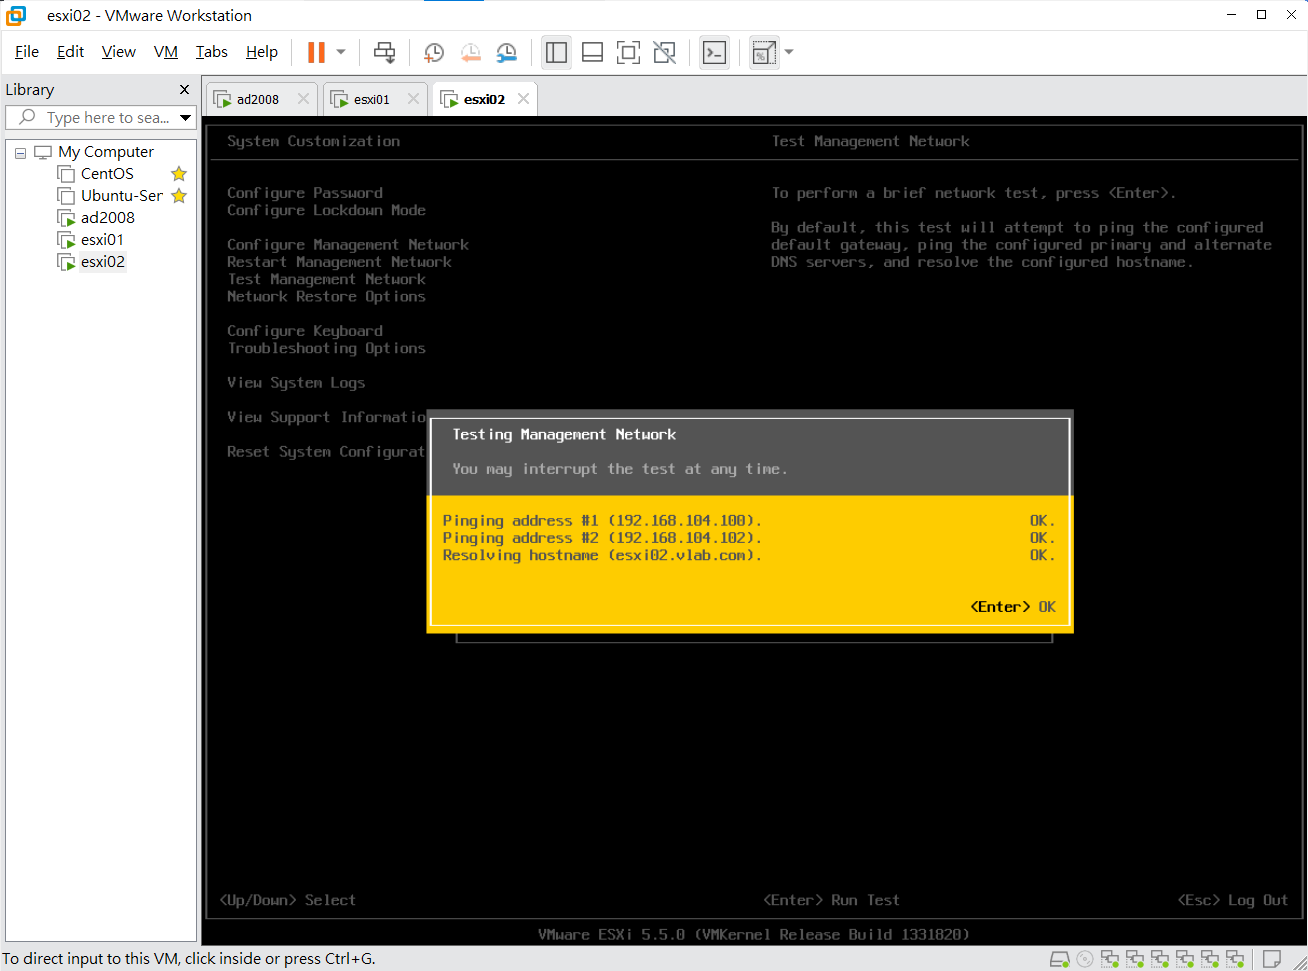 esxi02 - VMware Workstation
File Edit View VM Tabs Help
Library
Type here to sea...
My Computer
CentOS
Ubuntu-Ser
ad2008
esxi01
esxi02
ad2008 esxi01 esxi02
System Customization
Test Management Network
Configure Password
Configure Lockdown Mode
Configure Management Network
Restart Management Network
Test Management Network
Network Restore Options
Configure Keyboard
Troubleshooting Options
View System Logs
View Support Informatio
Reset System Configurat
To perform a brief network test, press <Enter>.
By default, this test will attempt to ping the configured
default gateway, ping the configured primary and alternate
DNS servers, and resolve the configured hostname.
Testing Management Network
You may interrupt the test at any time.
Pinging address #1 (192.168.104.100). OK.
Pinging address #2 (192.168.104.102). OK.
Resolving hostname (esxi02.vlab.com). OK.
<Enter> OK
<Up/Down> Select <Enter> Run Test <Esc> Log Out
VMware ESXi 5.5.0 (VMKernel Release Build 1331820)
To direct input to this VM, click inside or press Ctrl+G.